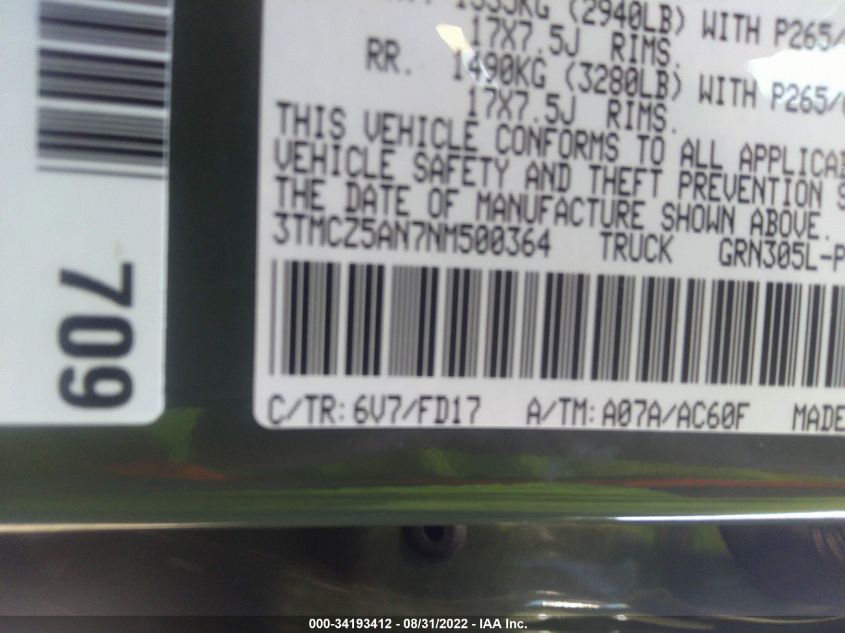 1335KG (2940LB) WITH P265/
17X7.5J RIMS.
RR. 1490KG (3280LB) WITH P265/
17X7.5J RIMS.
THIS VEHICLE CONFORMS TO ALL APPLICA
VEHICLE SAFETY AND THEFT PREVENTION S
THE DATE OF MANUFACTURE SHOWN ABOVE.
3TMCZ5AN7NM500364 TRUCK GRN305L-P
C/TR: 6V7/FD17 A/TM: A07A/AC60F MADE
709
000-34193412 - 08/31/2022 - IAA Inc.